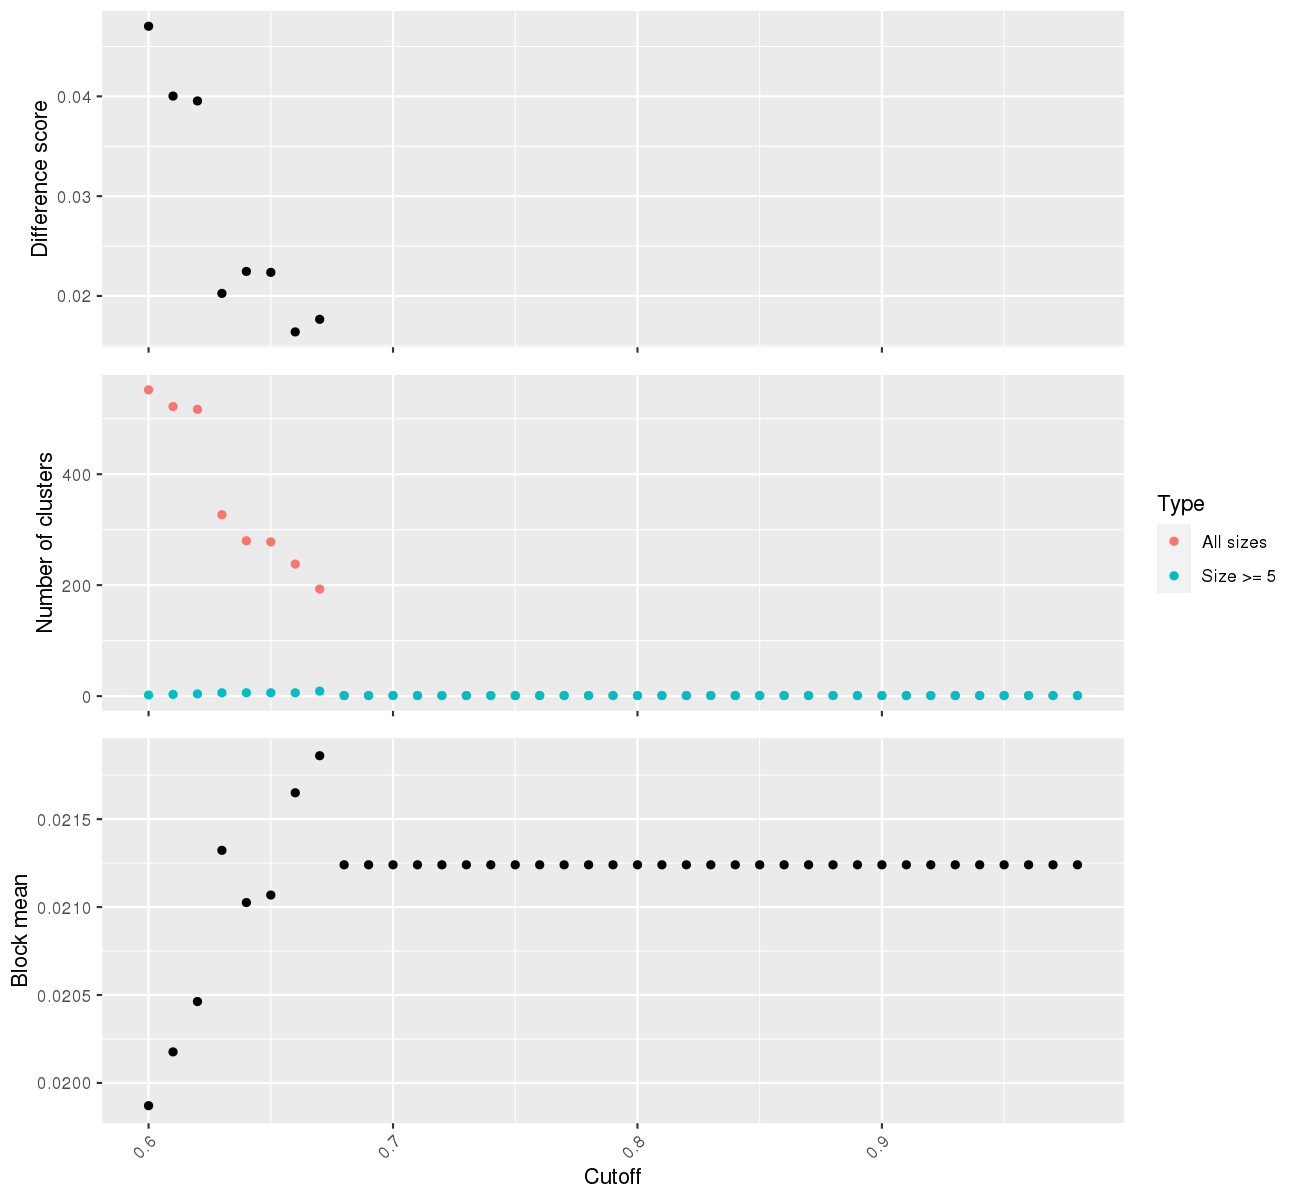 Difference score
0.04
0.03
0.02
Number of clusters
400
200
0
Type
All sizes
Size >= 5
Block mean
0.0215
0.0210
0.0205
0.0200
0.6
0.7
0.8
0.9
Cutoff